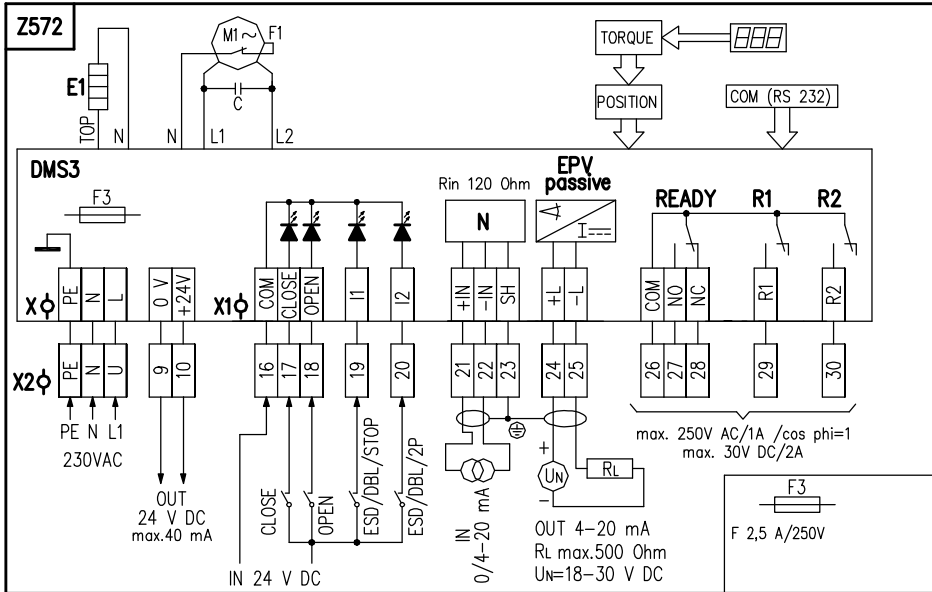 Z572
M1 ~
F1
TORQUE
888
E1
C
POSITION
COM (RS 232)
TOP
N
N
L1
L2
DMS3
EPV
passive
F3
Rin 120 Ohm
READY
R1
R2
N
I
X
PE
N
L
0 V
+24V
X1
COM
CLOSE
OPEN
I1
I2
+IN
-IN
SH
+L
-L
COM
NO
NC
R1
R2
X2
PE
N
U
9
10
16
17
18
19
20
21
22
23
24
25
26
27
28
29
30
PE N L1
230VAC
OUT
24 V DC
max.40 mA
CLOSE
OPEN
ESD/DBL/STOP
ESD/DBL/2P
IN 24 V DC
IN
0/4-20 mA
+
UN
-
RL
OUT 4-20 mA
RL max.500 Ohm
UN=18-30 V DC
max. 250V AC/1A /cos phi=1
max. 30V DC/2A
F3
F 2,5 A/250V